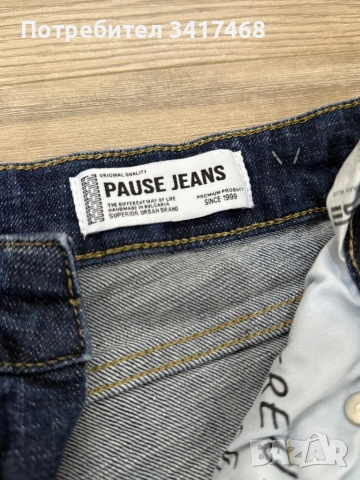 Потребител 3417468
ORIGINAL QUALITY
PAUSE JEANS
THE DIFFERENT WAY OF LIFE
HANDMADE IN BULGARIA
SUPERIOR URBAN BRAND
PREMIUM PRODUCT
SINCE 1999
BAZAR